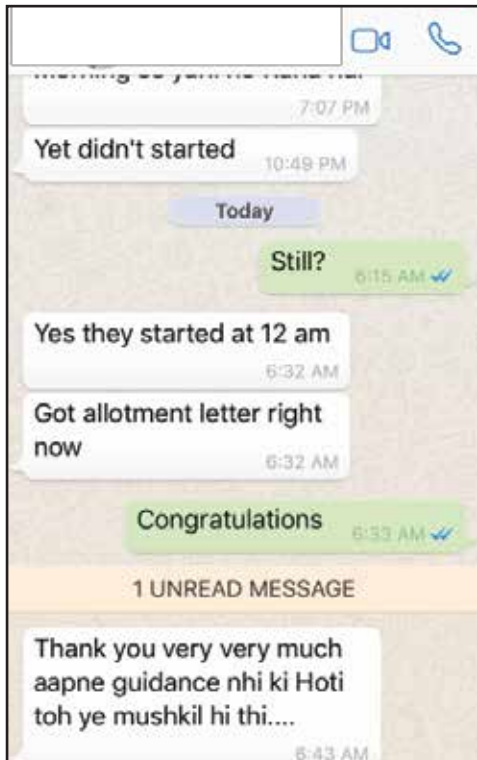 7:07 PM
Yet didn't started
10:49 PM
Today
Still?
6:15 AM
Yes they started at 12 am
6:32 AM
Got allotment letter right
now
6:32 AM
Congratulations
6:33 AM
1 UNREAD MESSAGE
Thank you very very much
aapne guidance nhi ki Hoti
toh ye mushkil hi thi....
6:43 AM